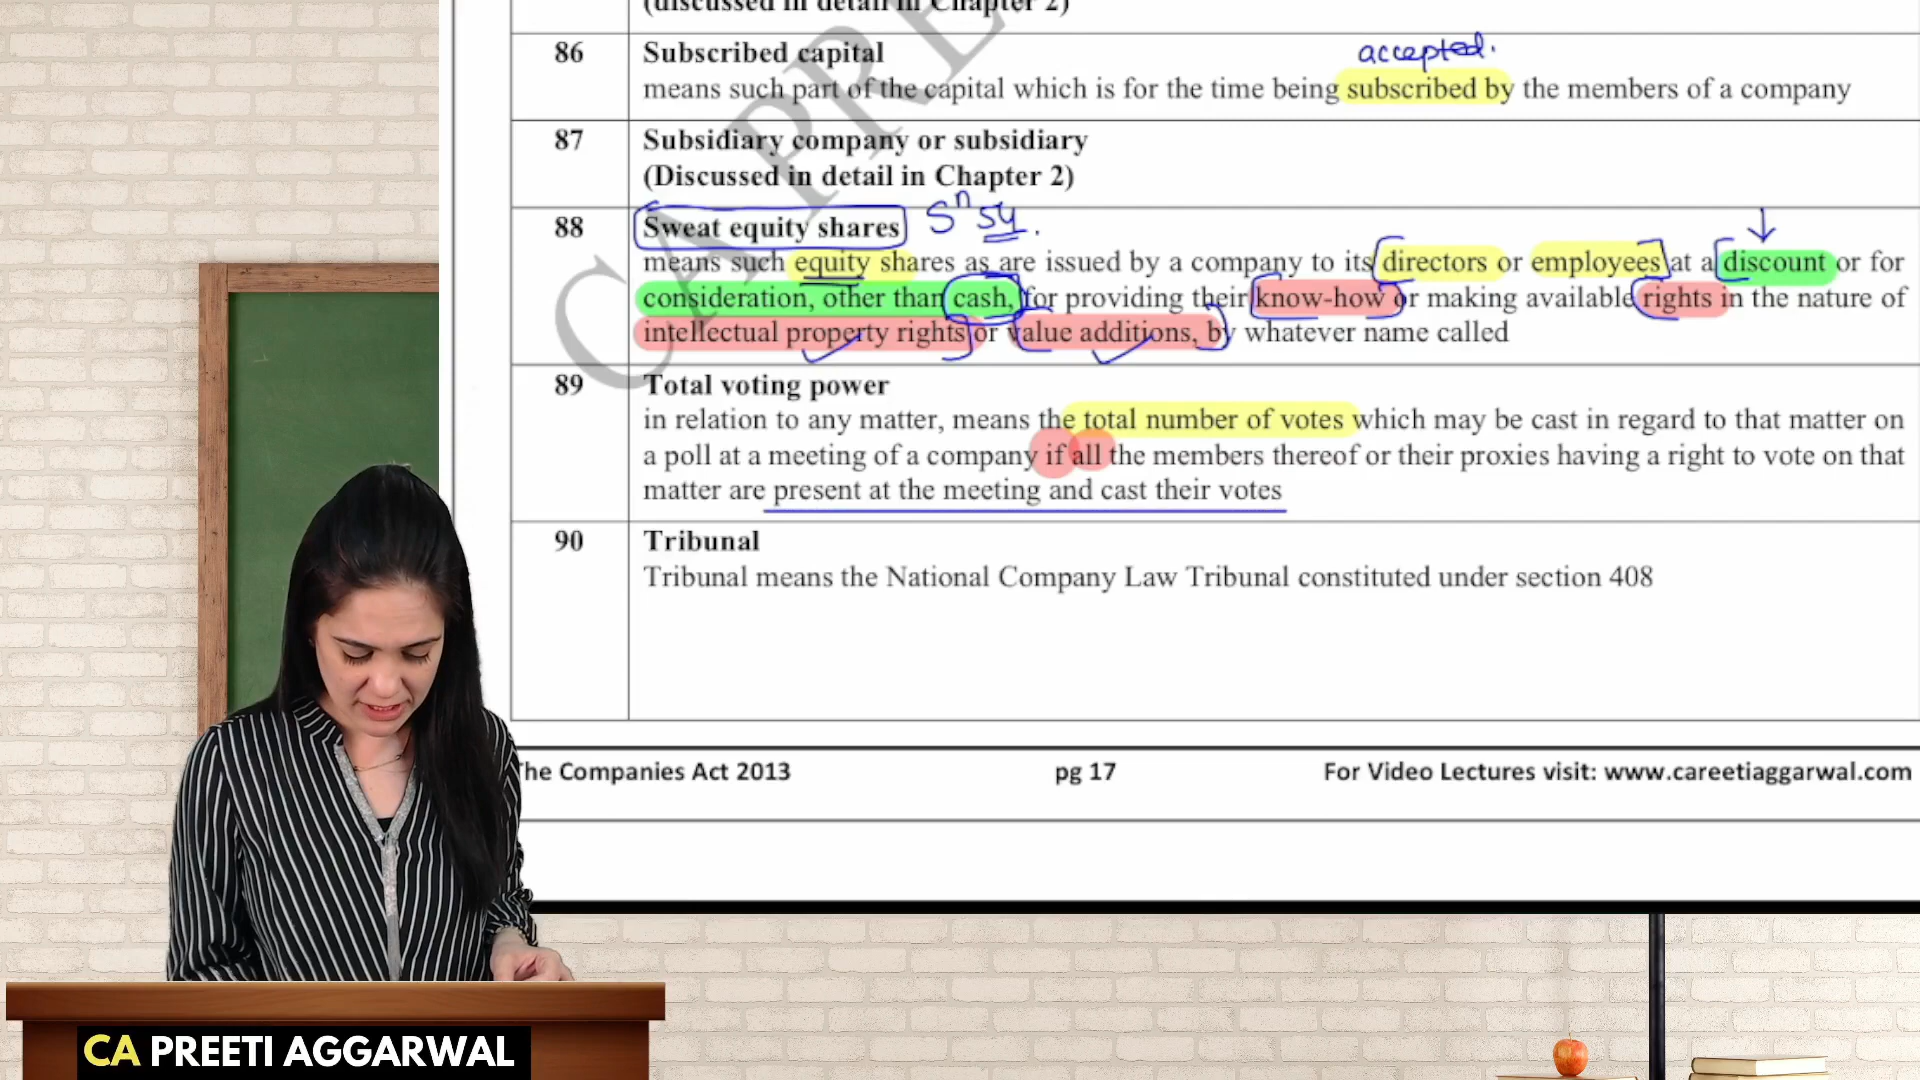 (discussed in detail in Chapter 2)
86 Subscribed capital
accepted.
means such part of the capital which is for the time being subscribed by the members of a company
87 Subsidiary company or subsidiary
(Discussed in detail in Chapter 2)
88 Sweat equity shares Sⁿ 54.
means such equity shares as are issued by a company to its directors or employees at a discount or for
consideration, other than cash, for providing their know-how or making available rights in the nature of
intellectual property rights or value additions, by whatever name called
89 Total voting power
in relation to any matter, means the total number of votes which may be cast in regard to that matter on
a poll at a meeting of a company if all the members thereof or their proxies having a right to vote on that
matter are present at the meeting and cast their votes
90 Tribunal
Tribunal means the National Company Law Tribunal constituted under section 408
The Companies Act 2013 pg 17 For Video Lectures visit: www.careetiaggarwal.com
CA PREETI AGGARWAL